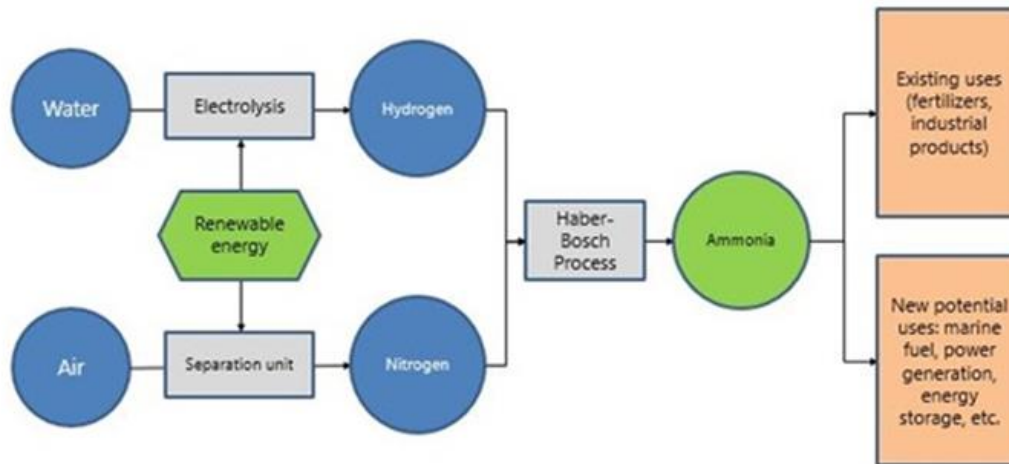 Water
Electrolysis
Hydrogen
Renewable
energy
Air
Separation unit
Nitrogen
Haber-
Bosch
Process
Ammonia
Existing uses
(fertilizers,
industrial
products)
New potential
uses: marine
fuel, power
generation,
energy
storage, etc.